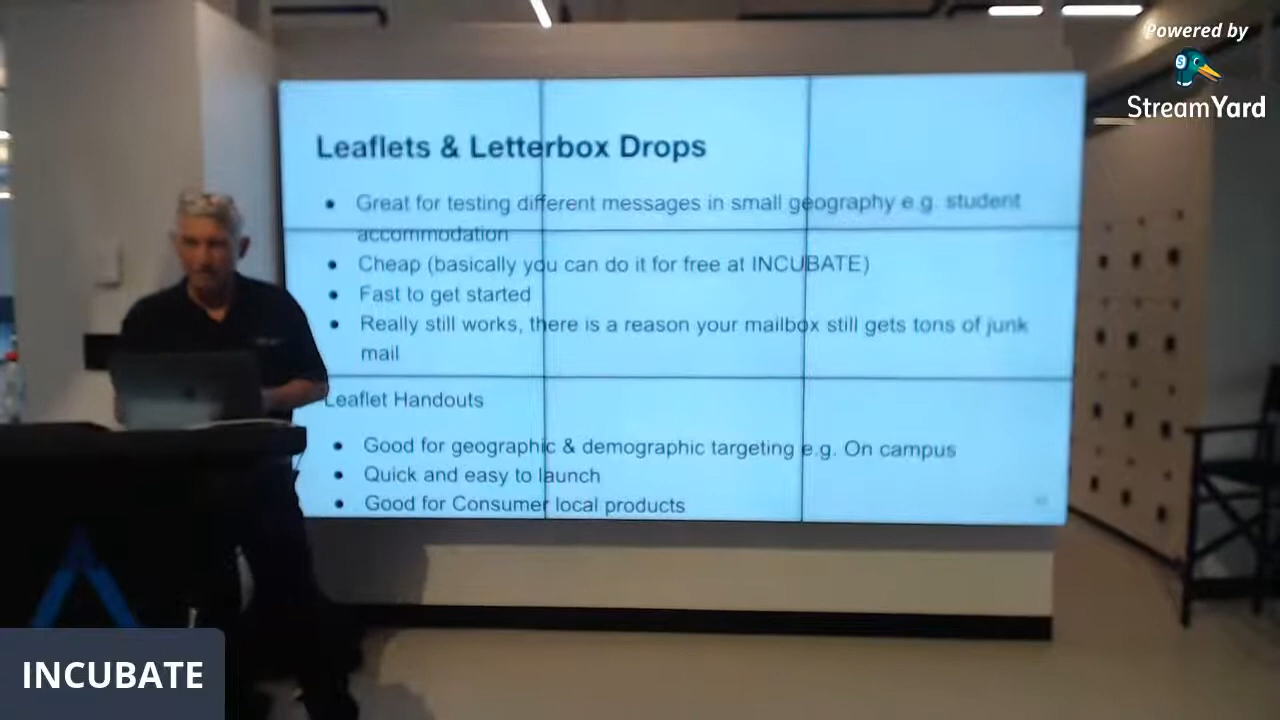 Powered by
StreamYard
Leaflets & Letterbox Drops
Great for testing different messages in small geography e.g. student
accommodation
Cheap (basically you can do it for free at INCUBATE)
Fast to get started
Really still works, there is a reason your mailbox still gets tons of junk
mail
Leaflet Handouts
Good for geographic & demographic targeting e.g. On campus
Quick and easy to launch
Good for Consumer local products
INCUBATE